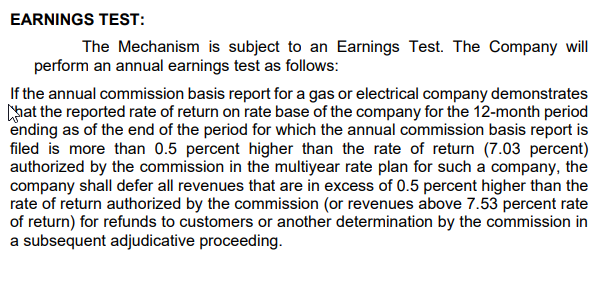 EARNINGS TEST:
The Mechanism is subject to an Earnings Test. The Company will
perform an annual earnings test as follows:
If the annual commission basis report for a gas or electrical company demonstrates
that the reported rate of return on rate base of the company for the 12-month period
ending as of the end of the period for which the annual commission basis report is
filed is more than 0.5 percent higher than the rate of return (7.03 percent)
authorized by the commission in the multiyear rate plan for such a company, the
company shall defer all revenues that are in excess of 0.5 percent higher than the
rate of return authorized by the commission (or revenues above 7.53 percent rate
of return) for refunds to customers or another determination by the commission in
a subsequent adjudicative proceeding.